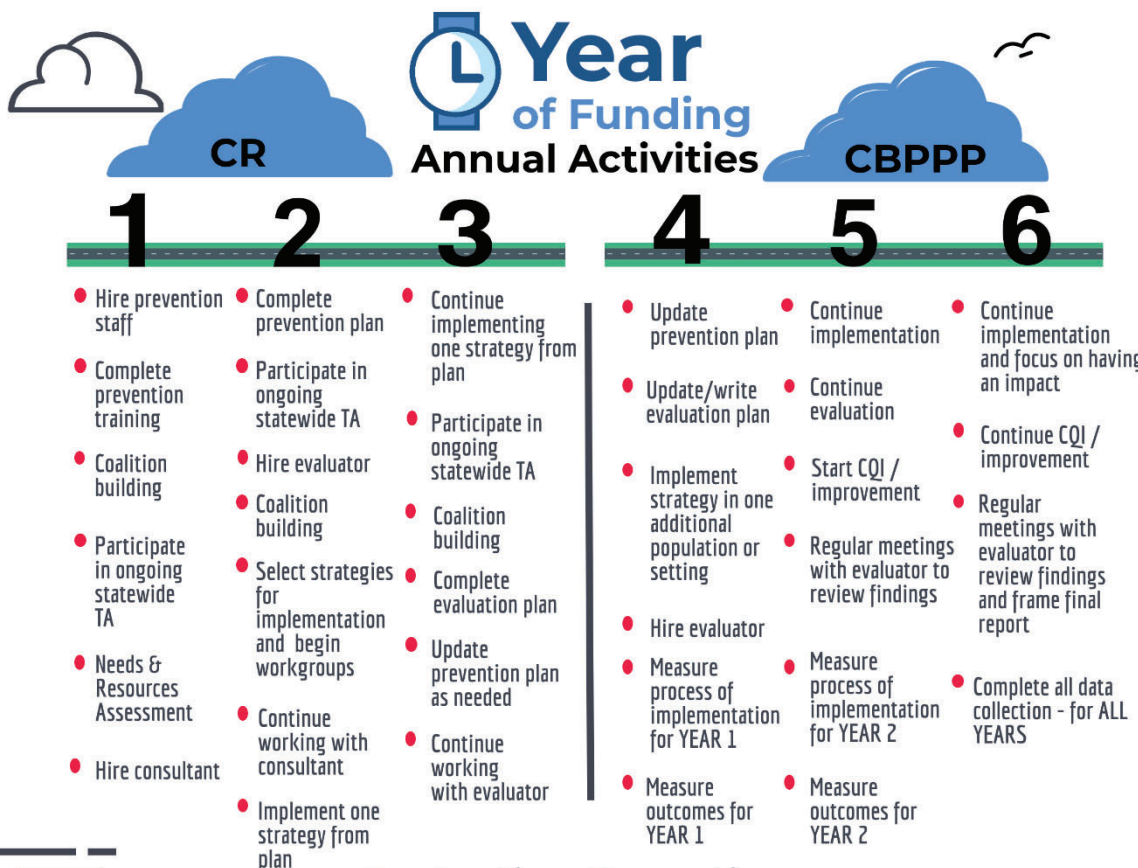 Year
of Funding
Annual Activities
CR
CBPPP
1
2
3
4
5
6
Hire prevention
staff
Complete
prevention
training
Coalition
building
Participate
in ongoing
statewide
TA
Needs &
Resources
Assessment
Hire consultant
Complete
prevention plan
Participate in
ongoing
statewide TA
Hire evaluator
Coalition
building
Select strategies
for
implementation
and begin
workgroups
Continue
working with
consultant
Implement one
strategy from
plan
Continue
implementing
one strategy from
plan
Participate in
ongoing
statewide TA
Coalition
building
Complete
evaluation plan
Update
prevention plan
as needed
Continue
working
with evaluator
Update
prevention plan
Update/write
evaluation plan
Implement
strategy in one
additional
population or
setting
Hire evaluator
Measure
process of
implementation
for YEAR 1
Measure
outcomes for
YEAR 1
Continue
implementation
Continue
evaluation
Start CQI /
improvement
Regular meetings
with evaluator to
review findings
Measure
process of
implementation
for YEAR 2
Measure
outcomes for
YEAR 2
Continue
implementation
and focus on having
an impact
Continue CQI /
improvement
Regular
meetings with
evaluator to
review findings
and frame final
report
Complete all data
collection - for ALL
YEARS